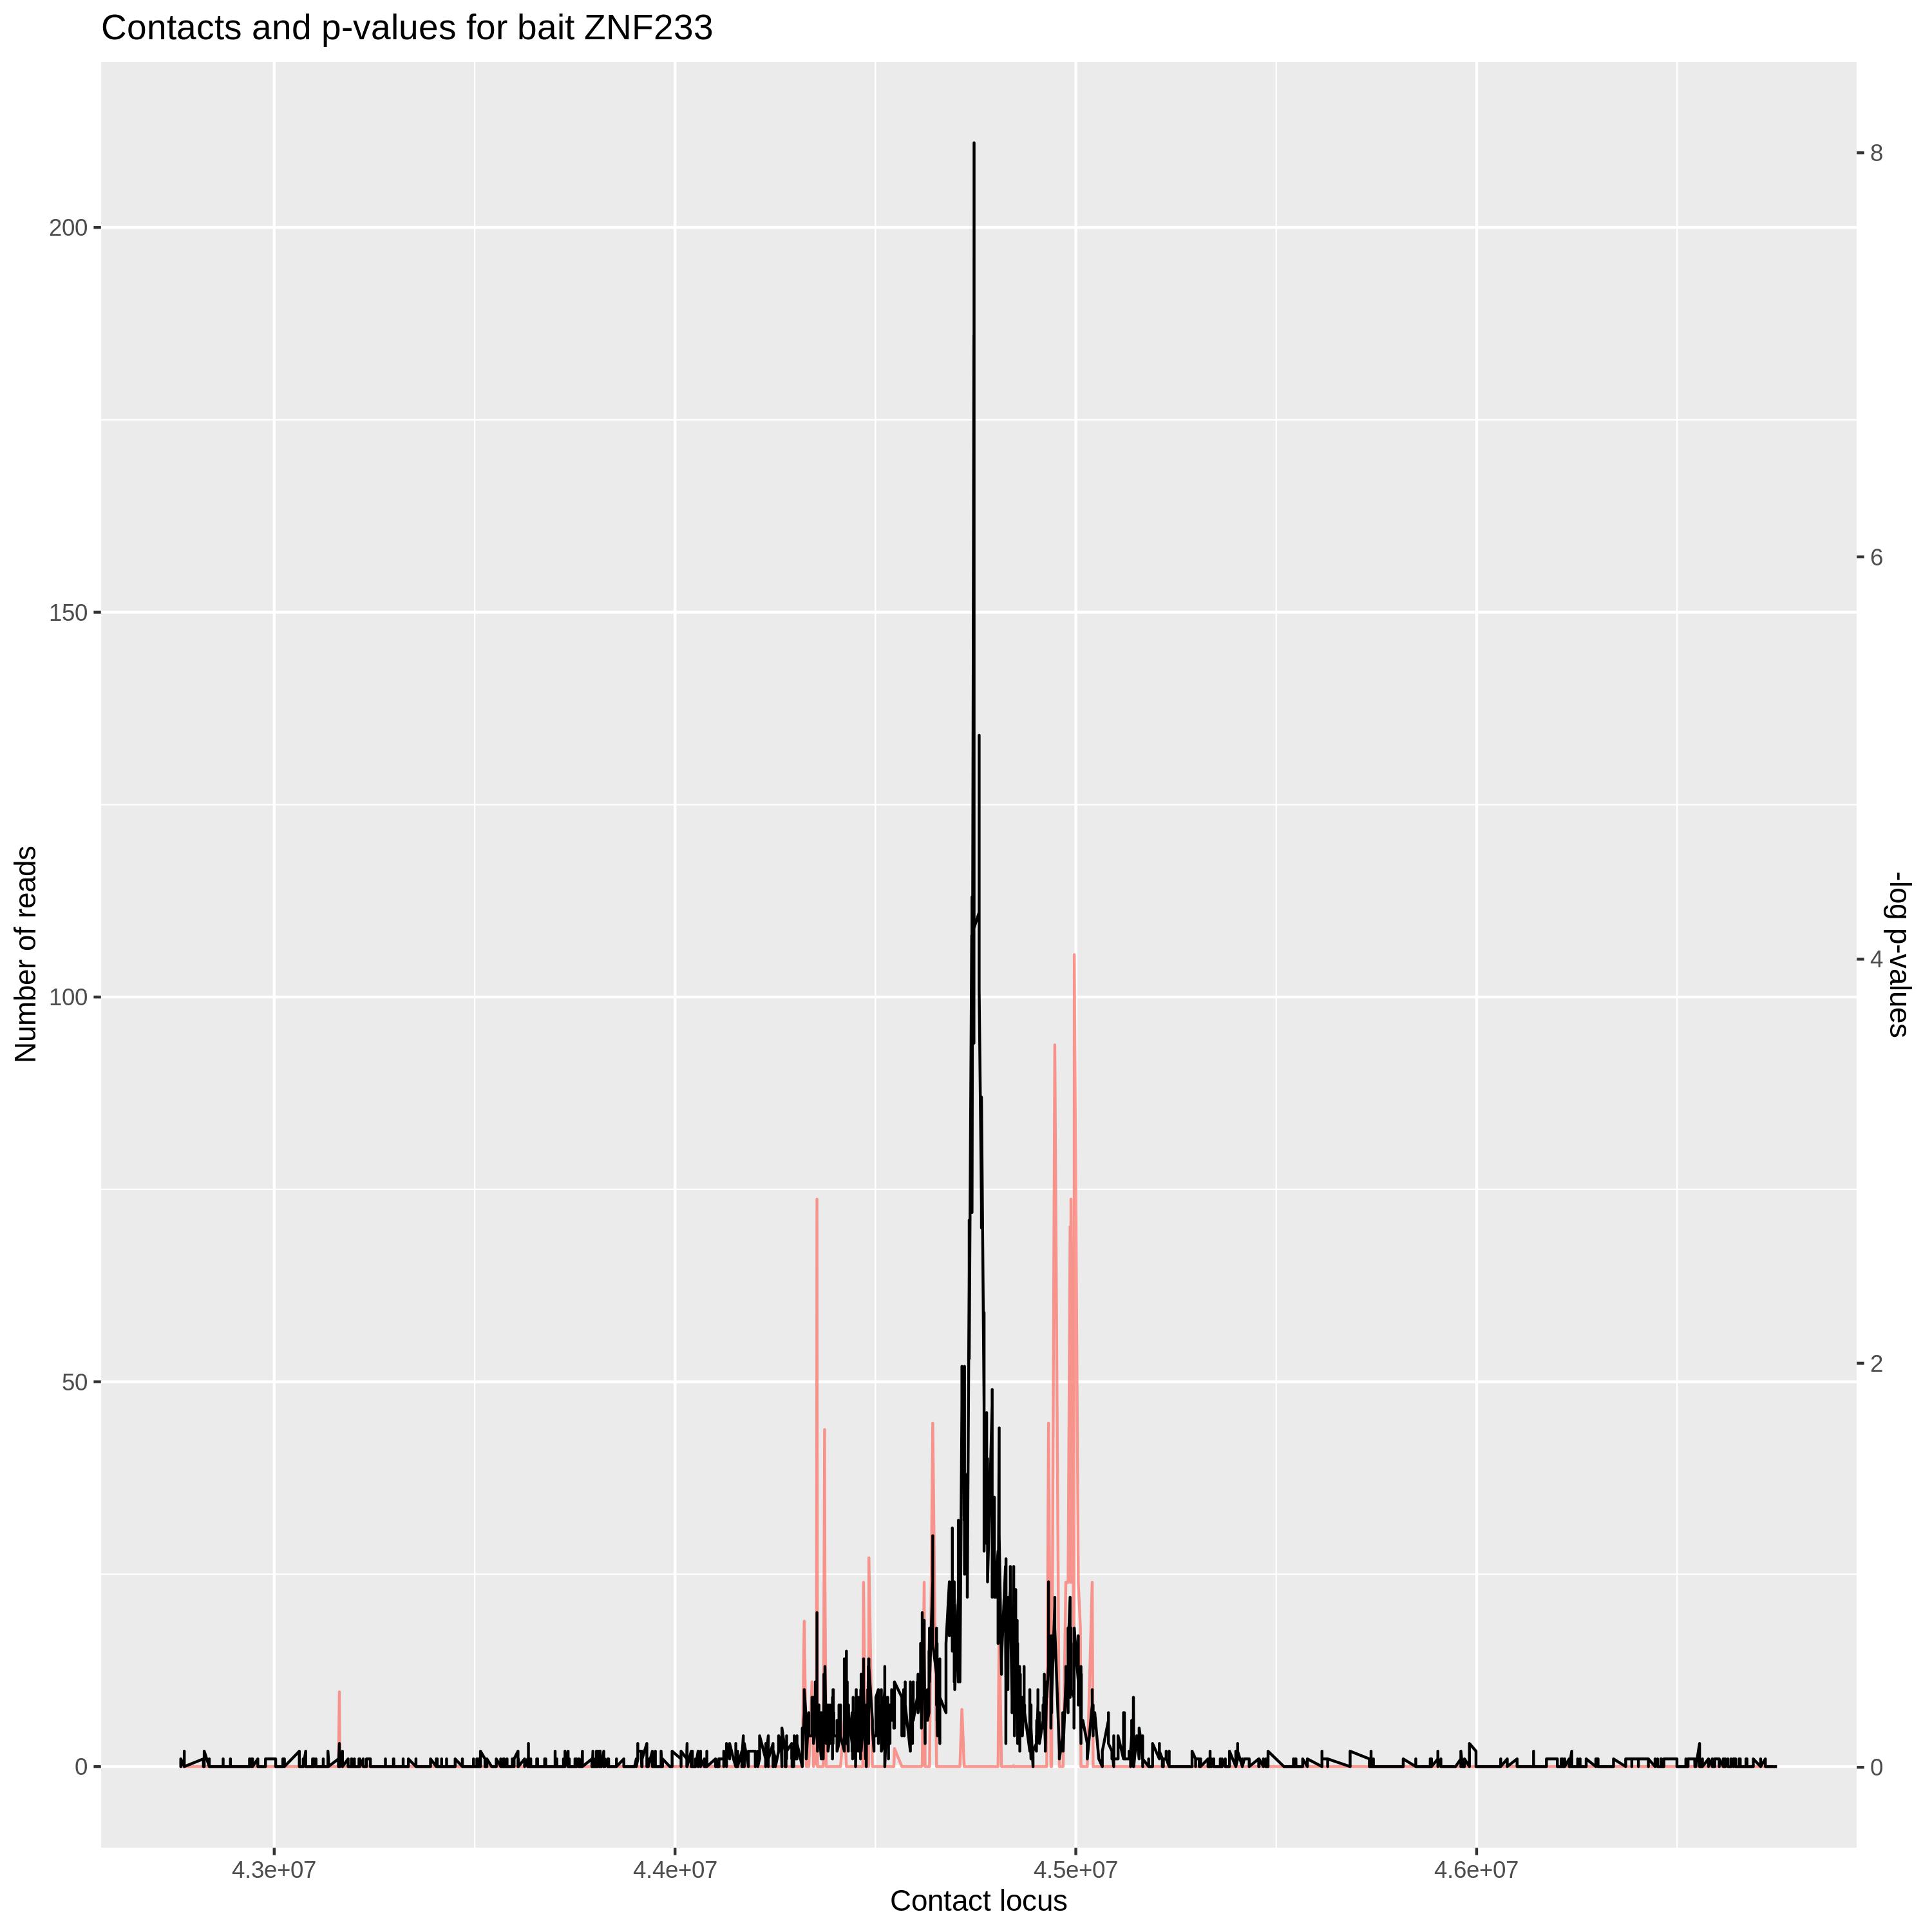 Contacts and p-values for bait ZNF233
200
150
100
50
0
Number of reads
8
6
4
2
0
-log p-values
4.3e+07
4.4e+07
4.5e+07
4.6e+07
Contact locus